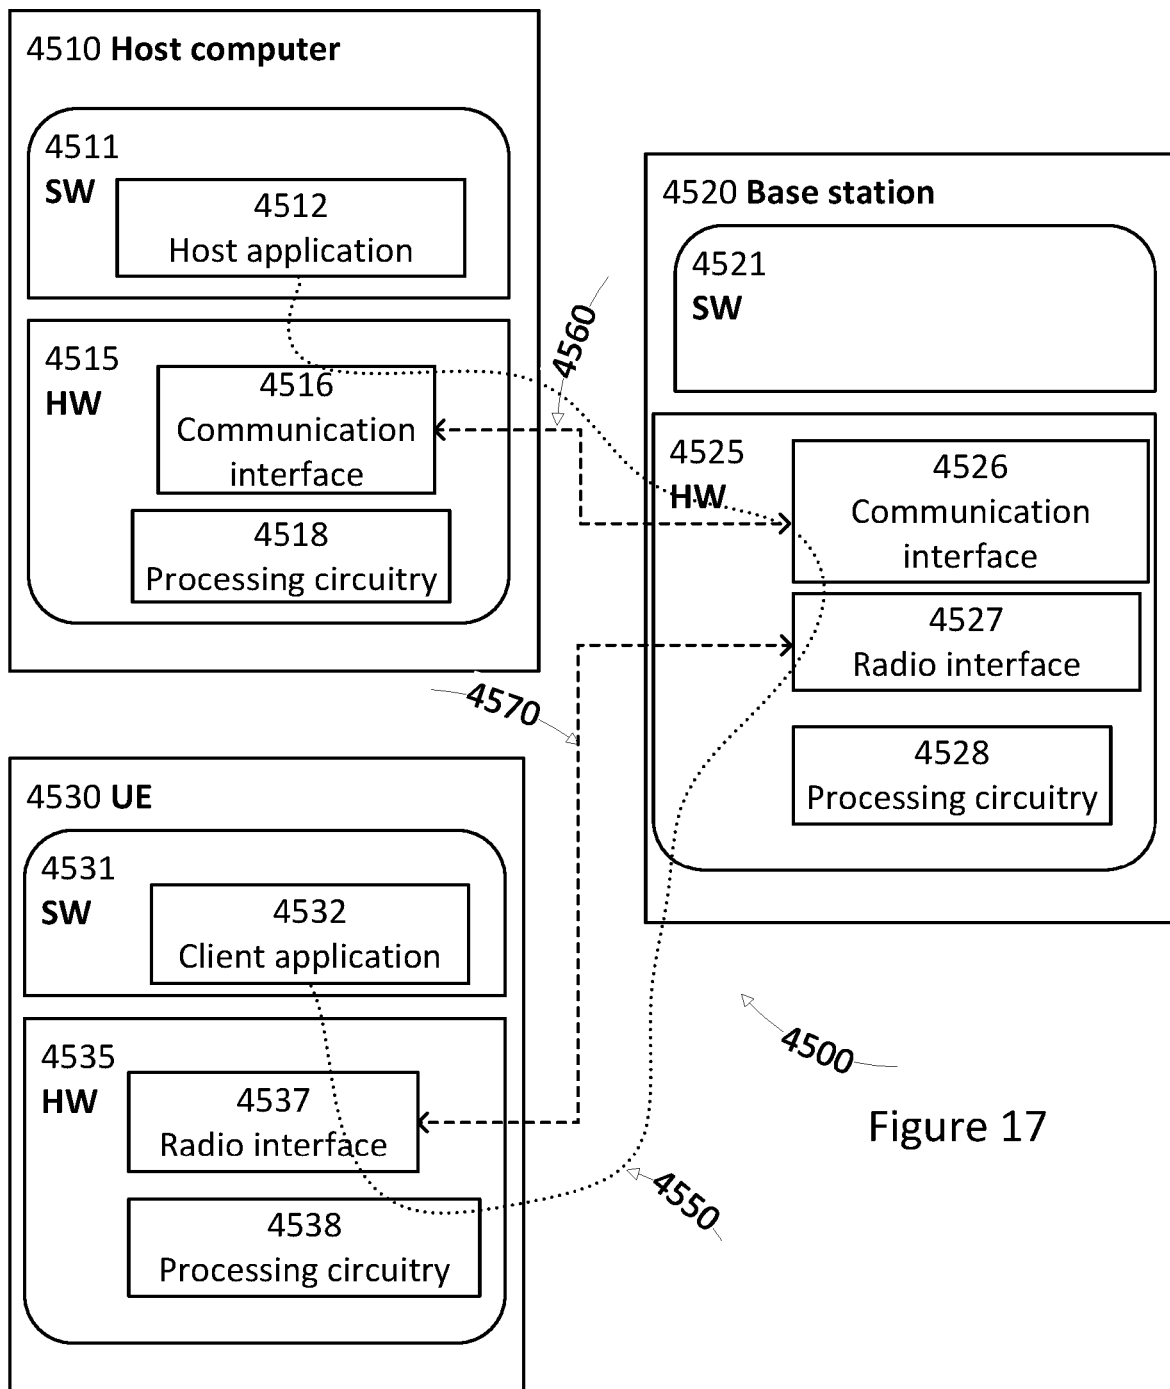 4510 Host computer
4511
SW
4512
Host application
4515
HW
4516
Communication
interface
4518
Processing circuitry
4560
4520 Base station
4521
SW
4525
HW
4526
Communication
interface
4527
Radio interface
4528
Processing circuitry
4570
4530 UE
4531
SW
4532
Client application
4535
HW
4537
Radio interface
4538
Processing circuitry
4500
4550
Figure 17